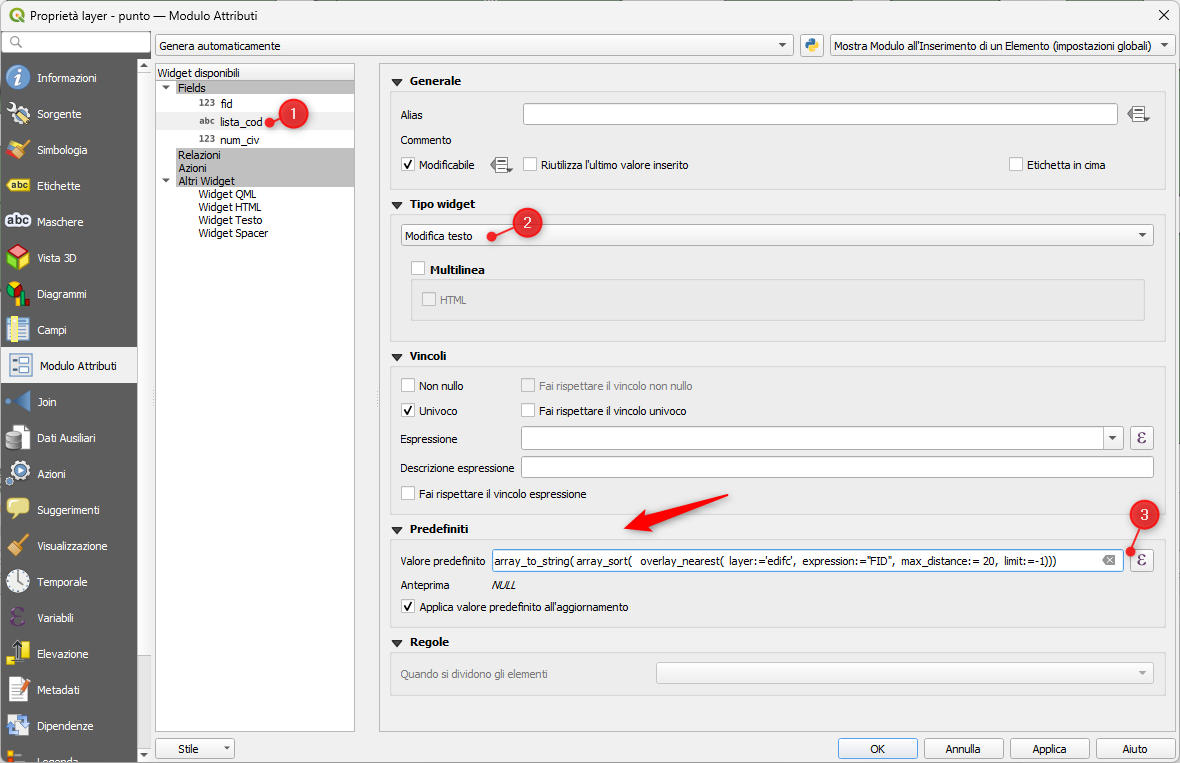 Proprietà layer - punto — Modulo Attributi
Informazioni
Sorgente
Simbologia
abc Etichette
abc Maschere
Vista 3D
Diagrammi
Campi
Modulo Attributi
Join
Dati Ausiliari
Azioni
Suggerimenti
Visualizzazione
Temporale
Variabili
Elevazione
Metadati
Dipendenze
Legenda
Genera automaticamente
Mostra Modulo all'Inserimento di un Elemento (impostazioni globali)
Widget disponibili
Fields
123 fid
abc lista_cod
1
123 num_civ
Relazioni
Azioni
Altri Widget
Widget QML
Widget HTML
Widget Testo
Widget Spacer
Generale
Alias
Commento
Modificabile
Riutilizza l'ultimo valore inserito
Etichetta in cima
Tipo widget
2
Modifica testo
Multilinea
HTML
Vincoli
Non nullo
Fai rispettare il vincolo non nullo
Univoco
Fai rispettare il vincolo univoco
Espressione
ε
Descrizione espressione
Fai rispettare il vincolo espressione
Predefiniti
3
Valore predefinito array_to_string( array_sort( overlay_nearest( layer:='edifc', expression:="FID", max_distance:= 20, limit:=-1)))
ε
Anteprima NULL
Applica valore predefinito all'aggiornamento
Regole
Quando si dividono gli elementi
Stile
OK
Annulla
Applica
Aiuto